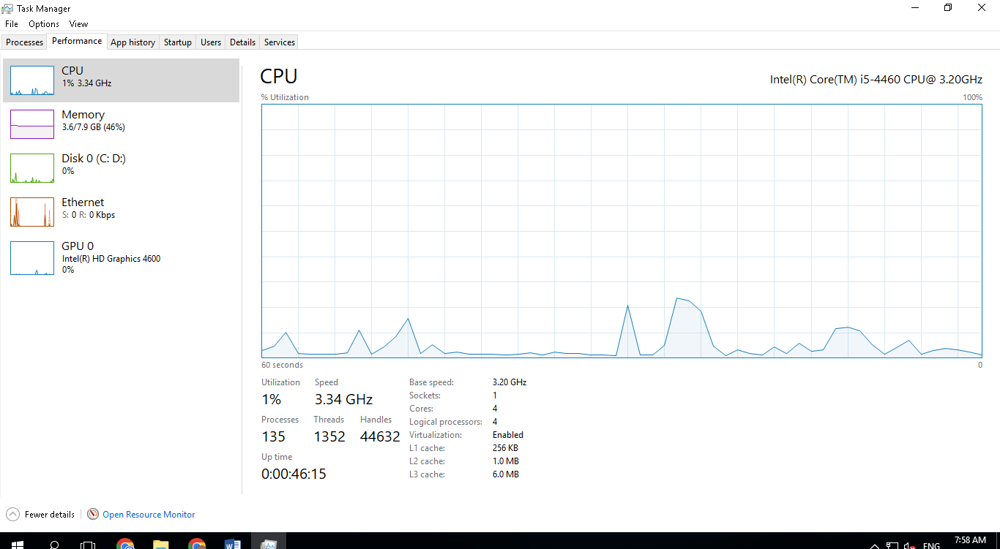 Task Manager
File Options View
Processes Performance App history Startup Users Details Services
CPU
1% 3.34 GHz
Memory
3.6/7.9 GB (46%)
Disk 0 (C: D:)
0%
Ethernet
S: 0 R: 0 Kbps
GPU 0
Intel(R) HD Graphics 4600
0%
CPU Intel(R) Core(TM) i5-4460 CPU@ 3.20GHz
% Utilization 100%
60 seconds 0
Utilization Speed
1% 3.34 GHz
Processes Threads Handles
135 1352 44632
Up time
0:00:46:15
Base speed: 3.20 GHz
Sockets: 1
Cores: 4
Logical processors: 4
Virtualization: Enabled
L1 cache: 256 KB
L2 cache: 1.0 MB
L3 cache: 6.0 MB
Fewer details Open Resource Monitor
ENG 7:58 AM